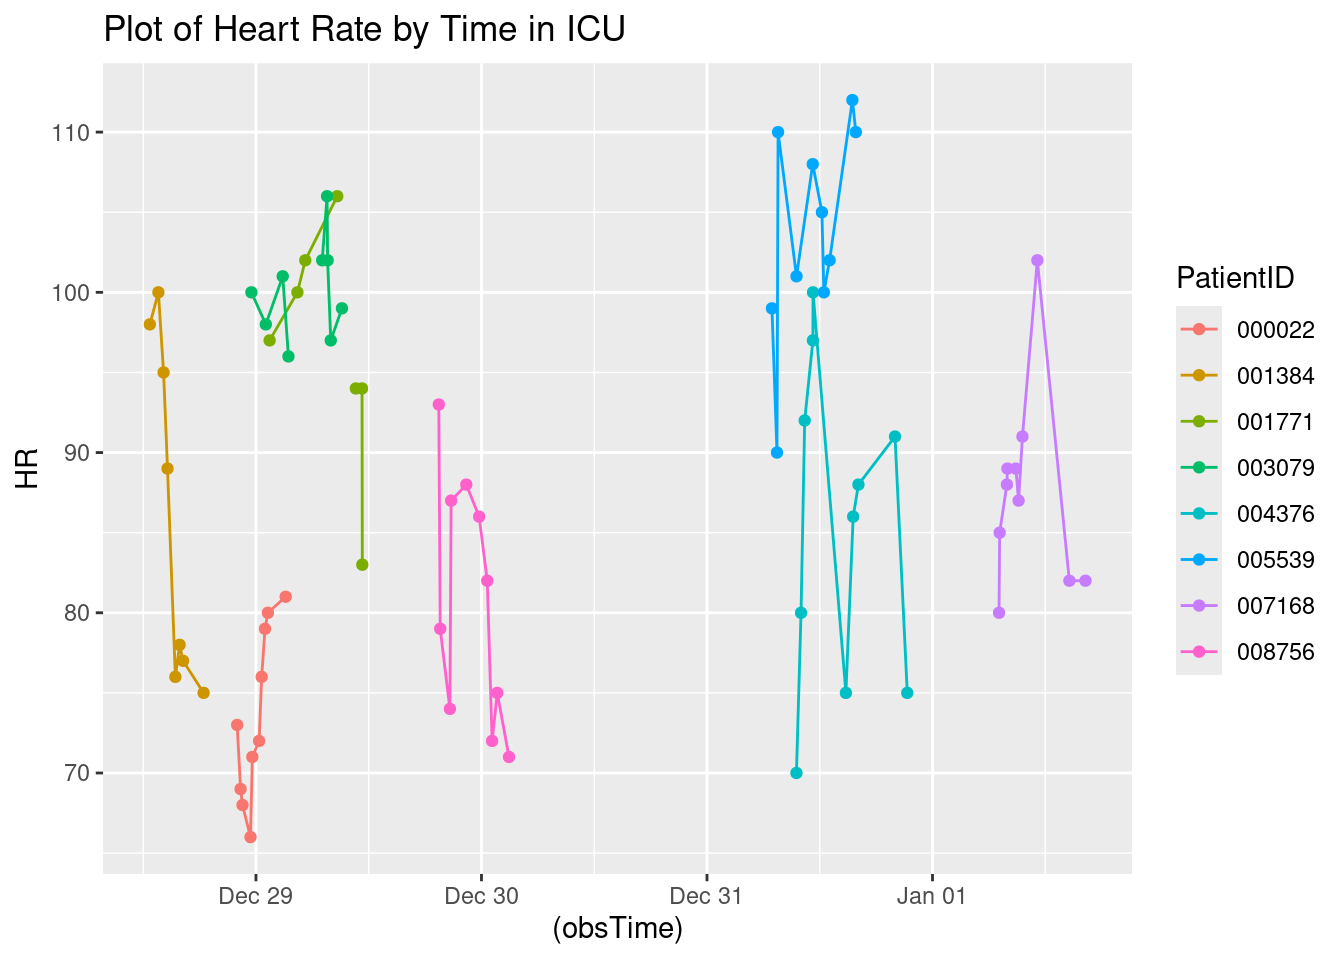 Plot of Heart Rate by Time in ICU
110
100
90
80
70
HR
Dec 29
Dec 30
Dec 31
Jan 01
(obsTime)
PatientID
000022
001384
001771
003079
004376
005539
007168
008756